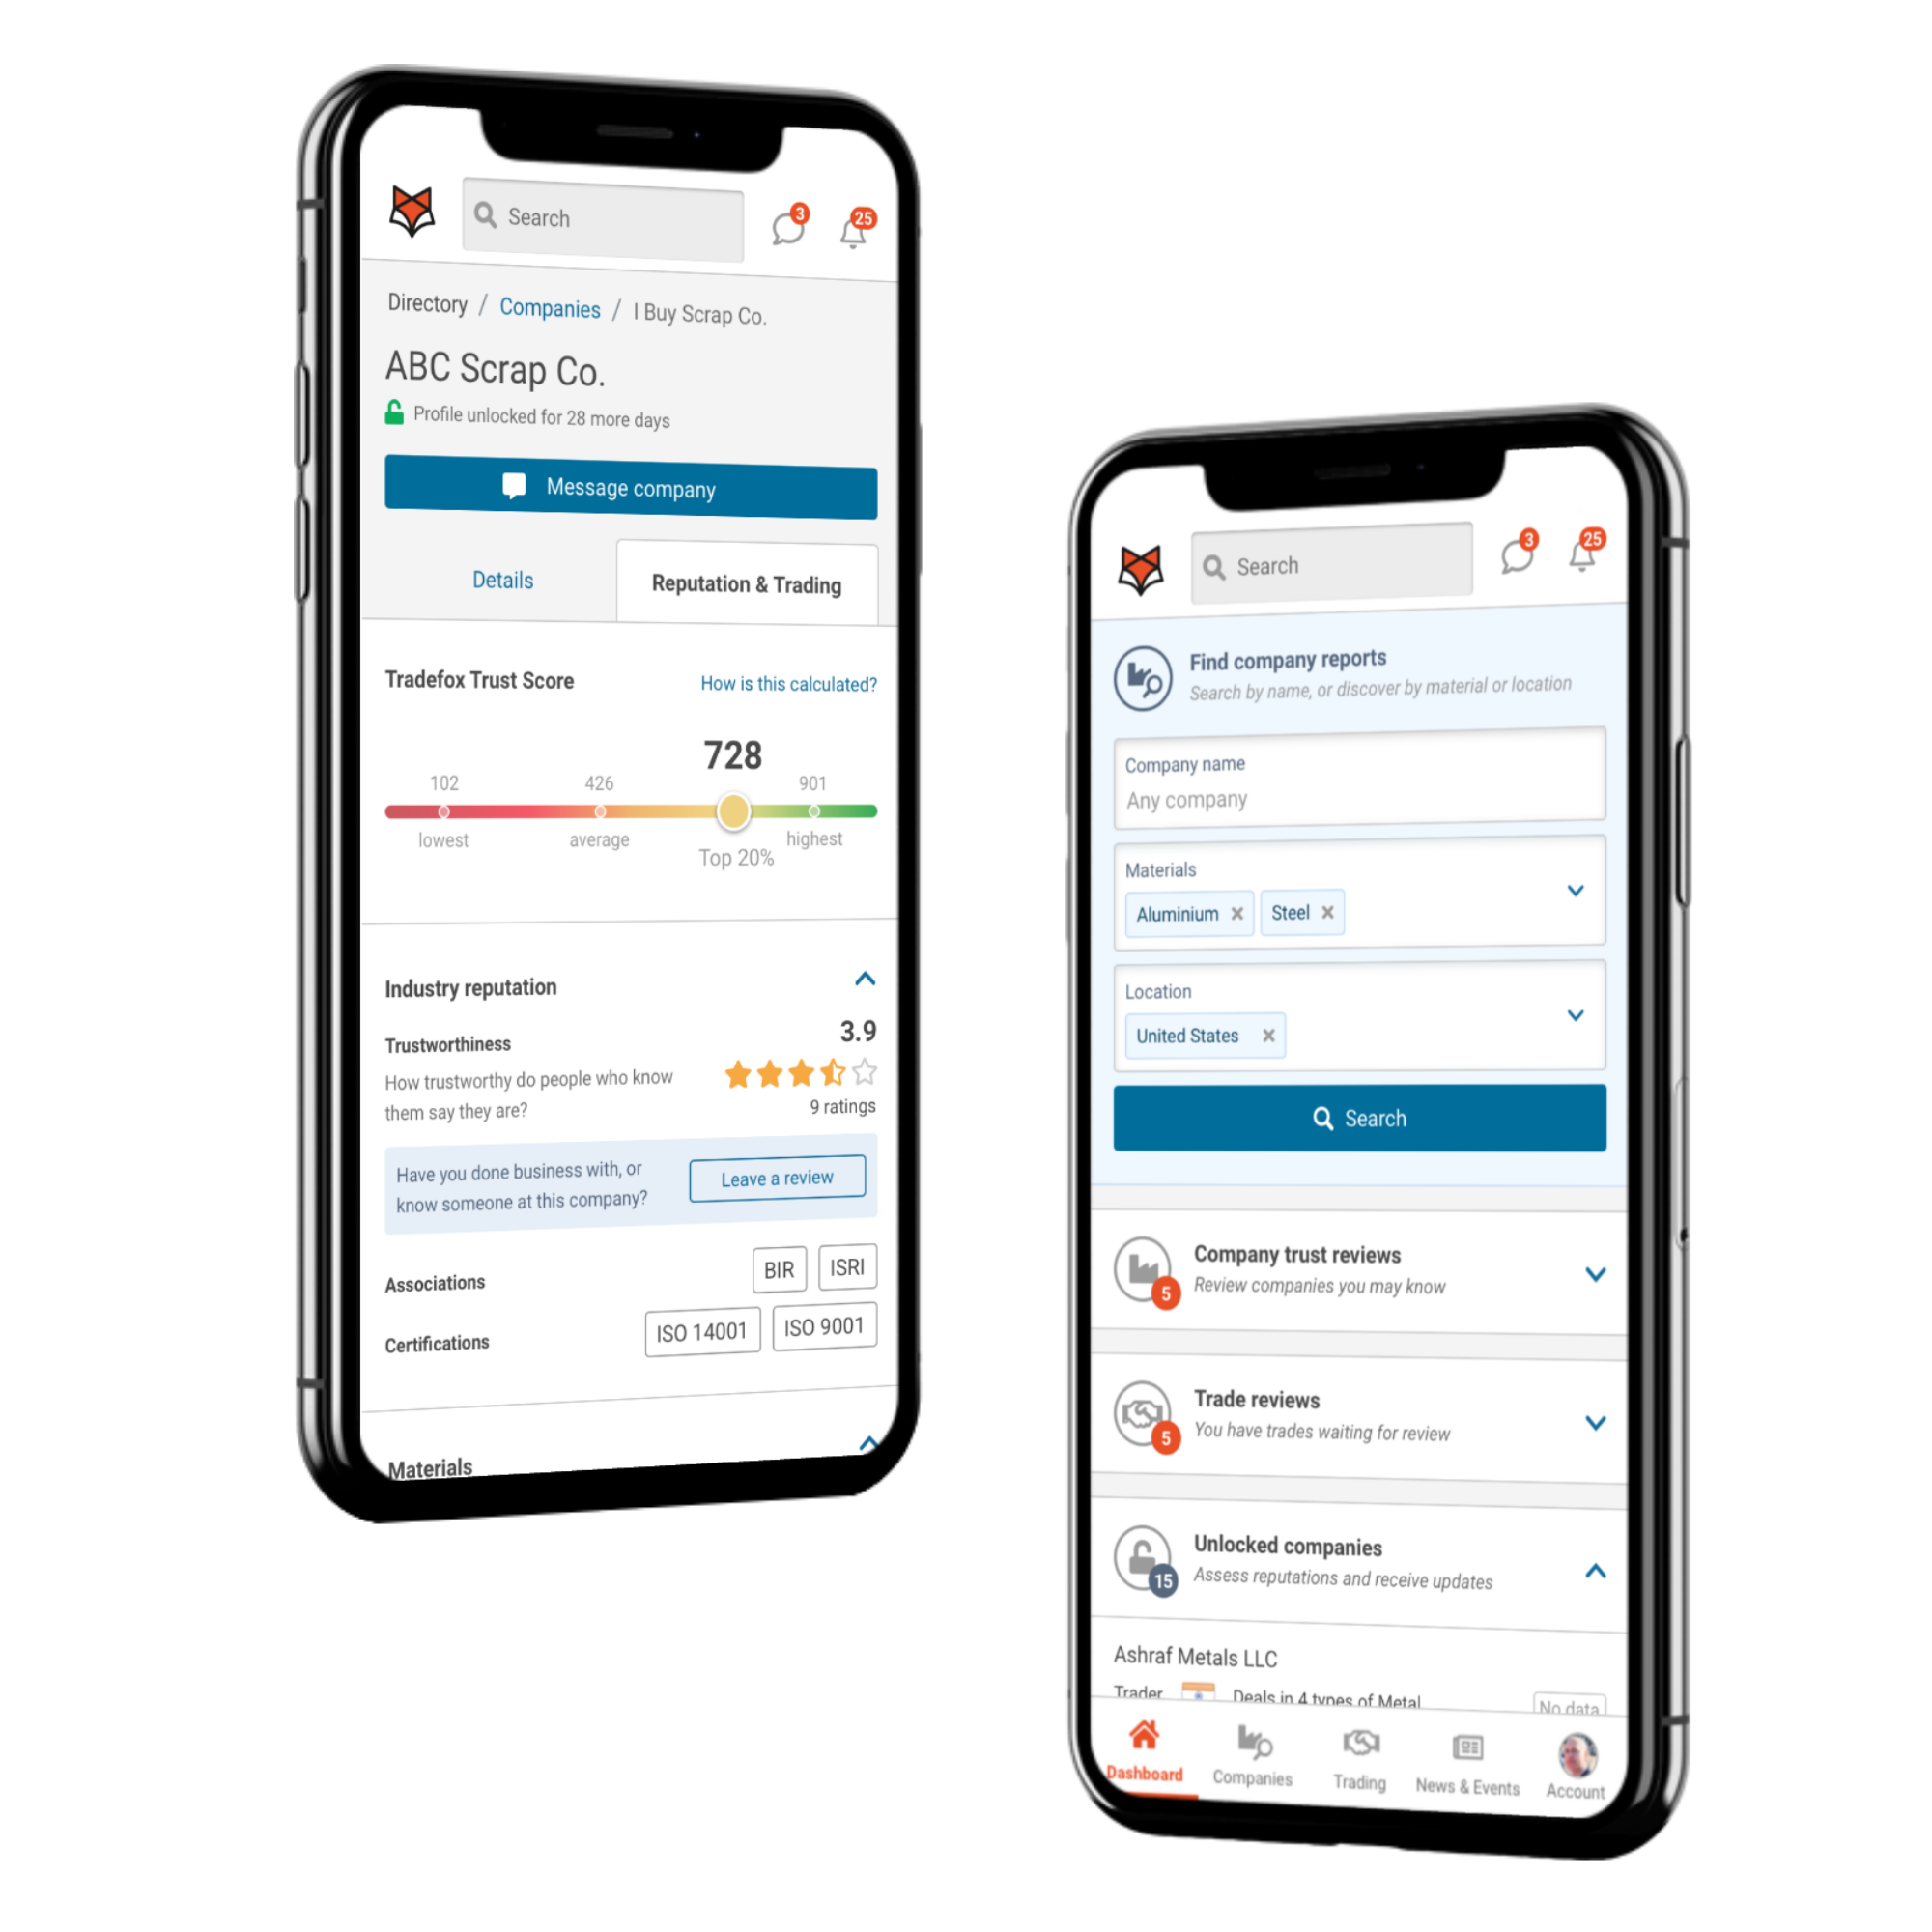 Search
3
25
Directory / Companies / I Buy Scrap Co.
ABC Scrap Co.
Profile unlocked for 28 more days
Message company
Details
Reputation & Trading
Tradefox Trust Score
How is this calculated?
728
102
426
901
lowest
average
Top 20%
highest
Industry reputation
3.9
Trustworthiness
How trustworthy do people who know
them say they are?
9 ratings
Have you done business with, or
know someone at this company?
Leave a review
Associations
BIR
ISRI
Certifications
ISO 14001
ISO 9001
Materials
Search
3
25
Find company reports
Search by name, or discover by material or location
Company name
Any company
Materials
Aluminium
Steel
Location
United States
Search
Company trust reviews
Review companies you may know
5
Trade reviews
You have trades waiting for review
5
Unlocked companies
Assess reputations and receive updates
15
Ashraf Metals LLC
Trader
Deals in 4 types of Metal
No data
Dashboard
Companies
Trading
News & Events
Account